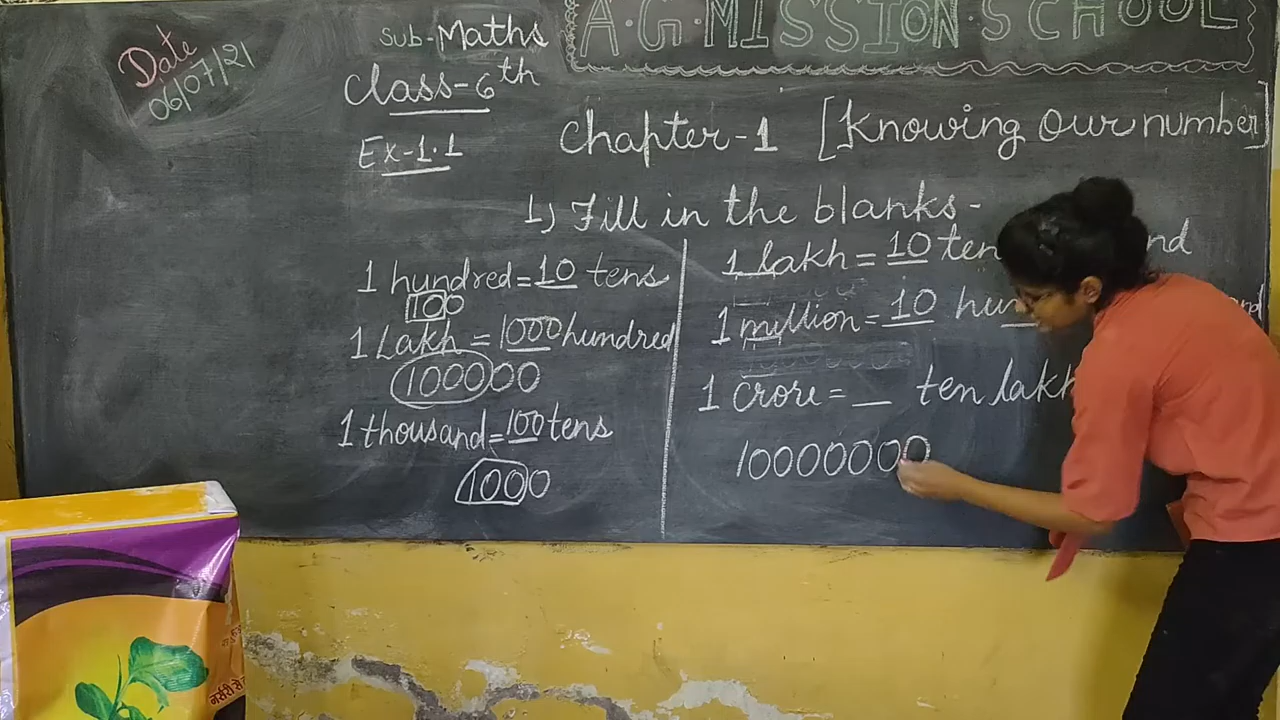 A.G.MISSION.SCHOOL
Date
06/07/21
Sub-Maths
Class-6th
Ex-1.1
Chapter-1 [Knowing Our number]
1) Fill in the blanks-
1 hundred=10 tens
100
1 Lakh=1000 hundred
100000
1 thousand=100 tens
1000
1 lakh=10 ten
1 million=10
1 crore=__ ten lakh
10000000